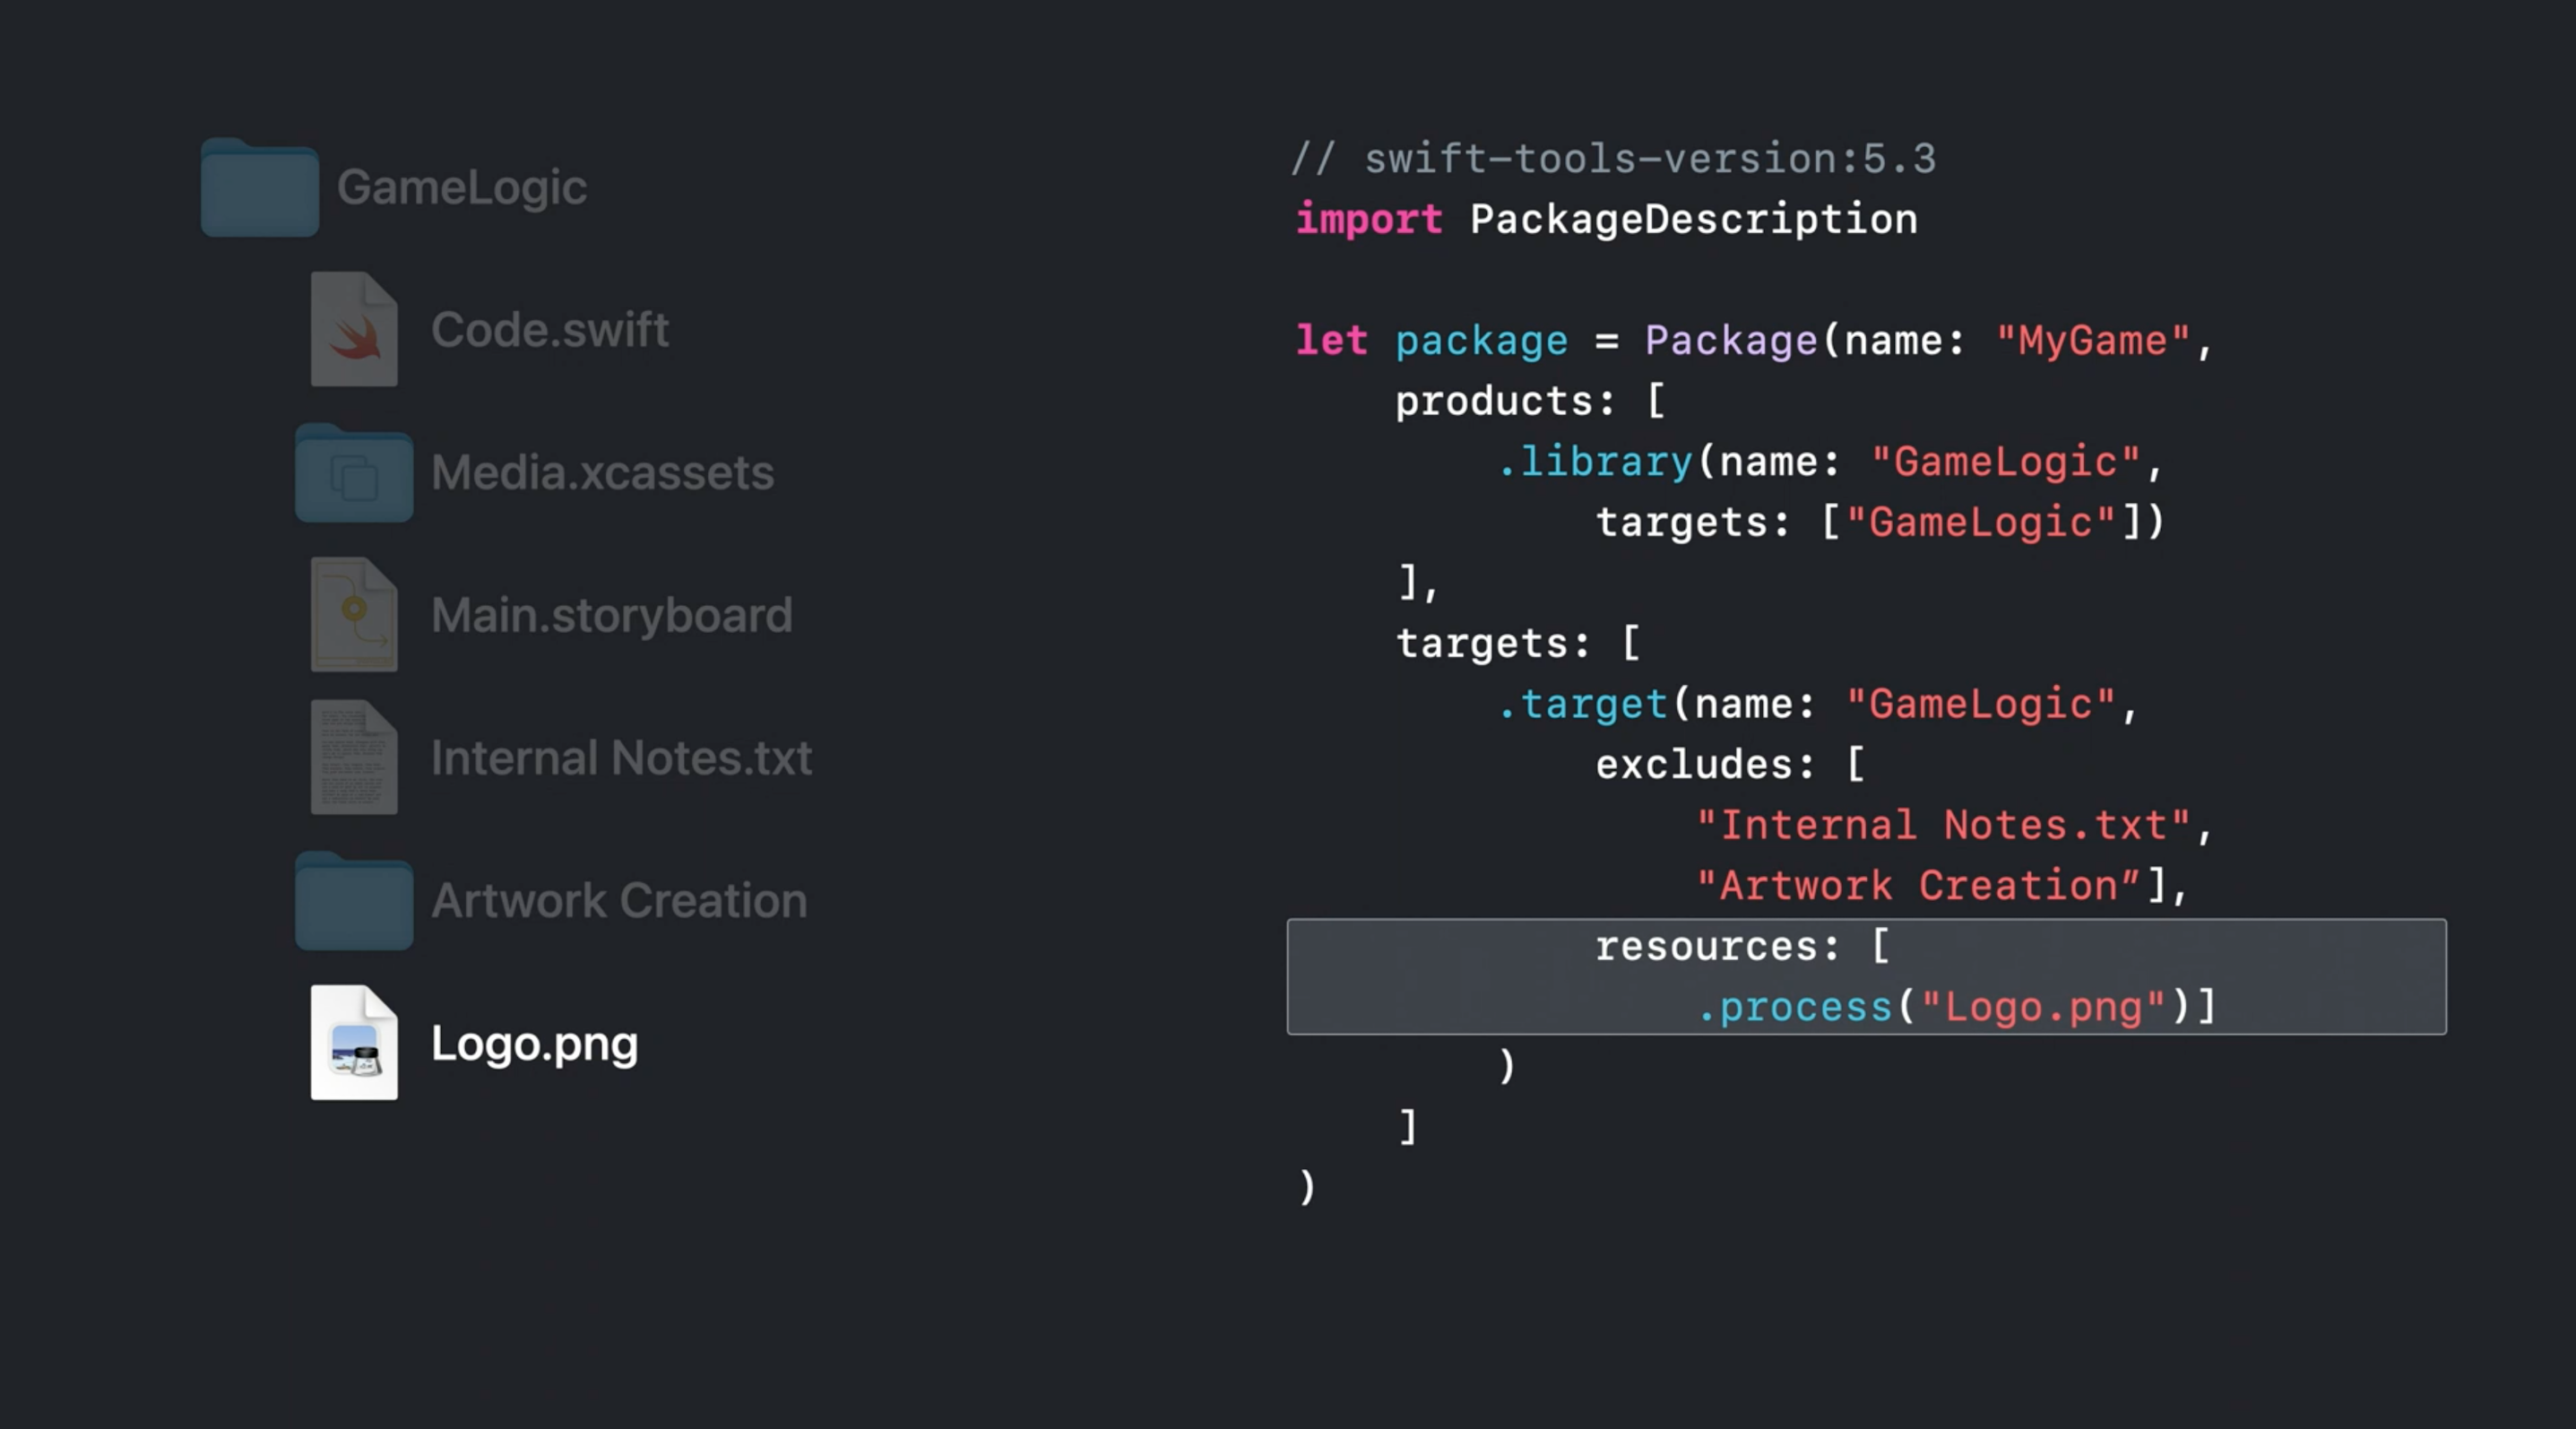 GameLogic
Code.swift
Media.xcassets
Main.storyboard
Internal Notes.txt
Artwork Creation
Logo.png
// swift-tools-version:5.3
import PackageDescription
let package = Package(name: "MyGame",
products: [
.library(name: "GameLogic",
targets: ["GameLogic"])
],
targets: [
.target(name: "GameLogic",
excludes: [
"Internal Notes.txt",
"Artwork Creation”],
resources: [
.process("Logo.png")]
)
]
)